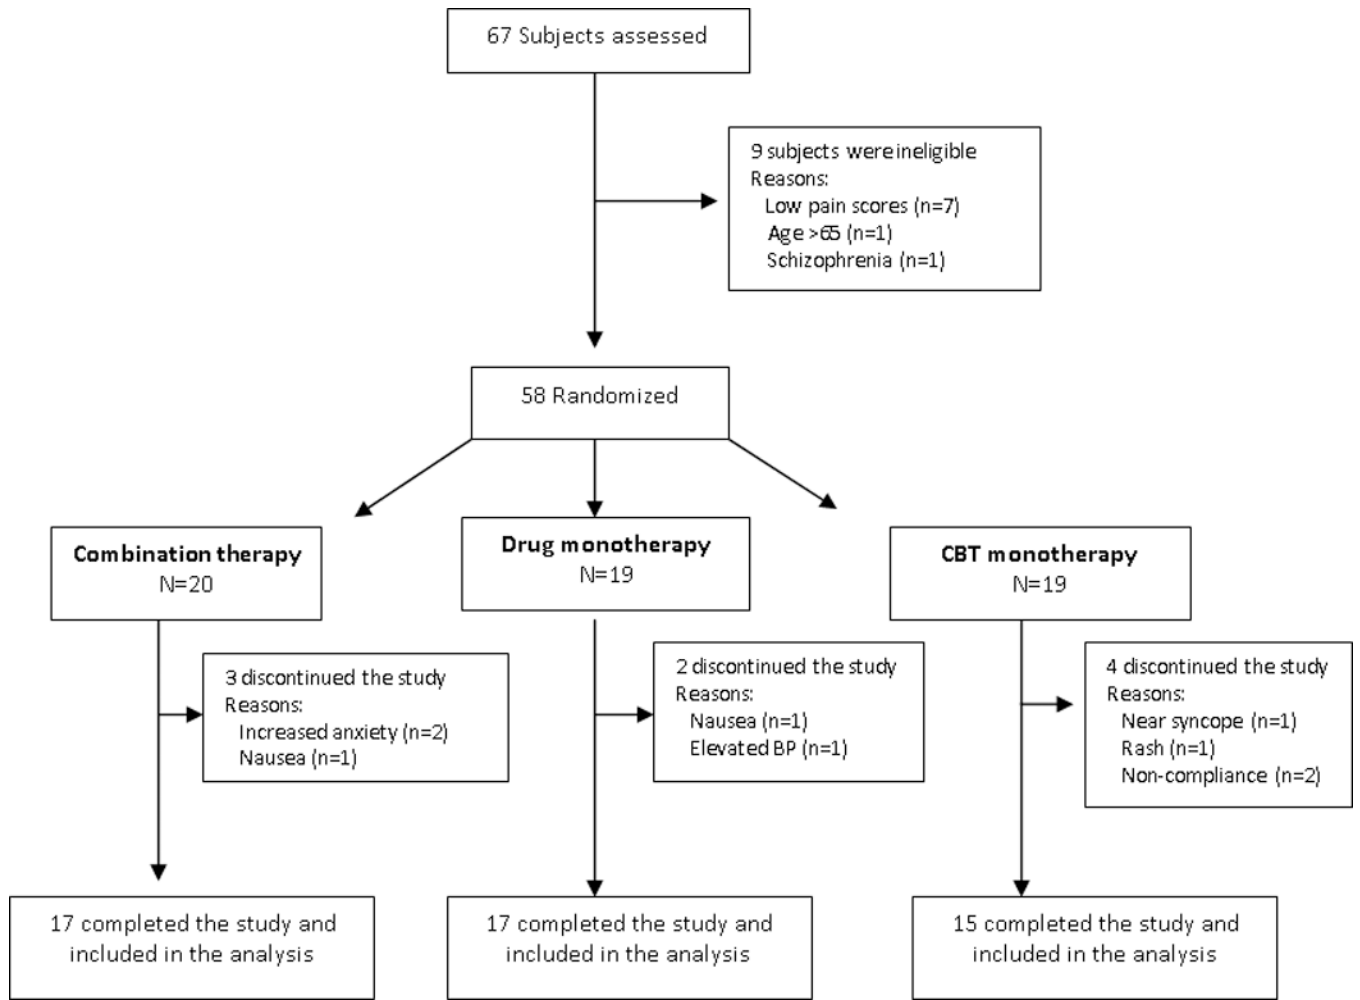 67 Subjects assessed
9 subjects were ineligible
Reasons:
Low pain scores (n=7)
Age >65 (n=1)
Schizophrenia (n=1)
58 Randomized
Combination therapy
N=20
Drug monotherapy
N=19
CBT monotherapy
N=19
3 discontinued the study
Reasons:
Increased anxiety (n=2)
Nausea (n=1)
2 discontinued the study
Reasons:
Nausea (n=1)
Elevated BP (n=1)
4 discontinued the study
Reasons:
Near syncope (n=1)
Rash (n=1)
Non-compliance (n=2)
17 completed the study and
included in the analysis
17 completed the study and
included in the analysis
15 completed the study and
included in the analysis